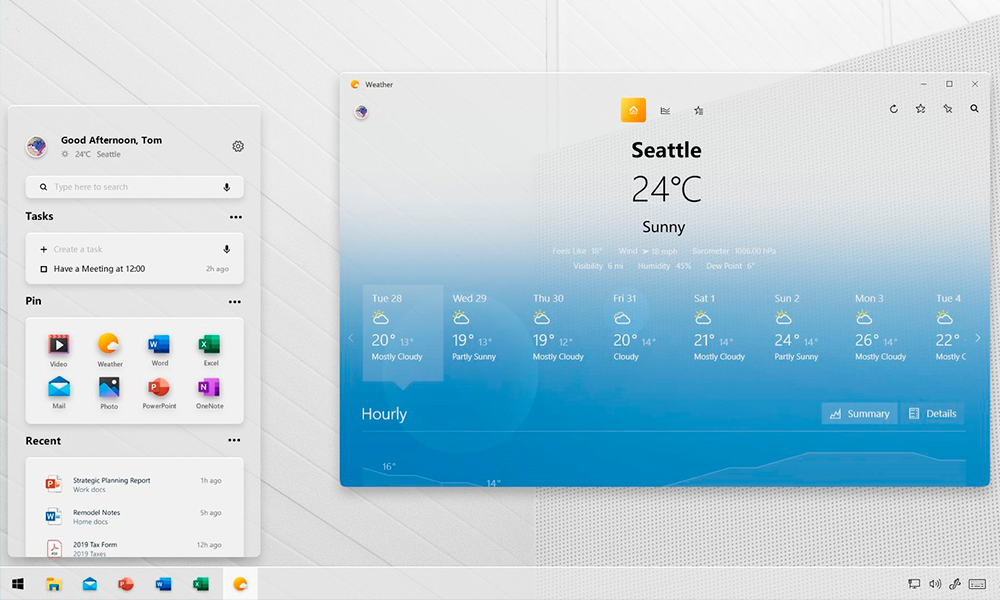 Good Afternoon, Tom
24°C Seattle
Type here to search
Tasks
Create a task
Have a Meeting at 12:00 2h ago
Pin
Video Weather Word Excel
Mail Photo PowerPoint OneNote
Recent
Strategic Planning Report 1h ago
Work docs
Remodel Notes 5h ago
Home docs
2019 Tax Form 12h ago
2019 Taxes
Weather
Seattle
24°C
Sunny
Feels Like 18° Wind 18 mph Barometer 1006.00 hPa
Visibility 6 mi Humidity 45% Dew Point 6°
Tue 28 Wed 29 Thu 30 Fri 31 Sat 1 Sun 2 Mon 3 Tue 4
20° 13° 19° 13° 19° 12° 20° 14° 21° 14° 24° 14° 26° 14° 22°
Mostly Cloudy Partly Sunny Mostly Cloudy Cloudy Mostly Cloudy Partly Sunny Mostly Cloudy Mostly C
Hourly Summary Details
16°
14°